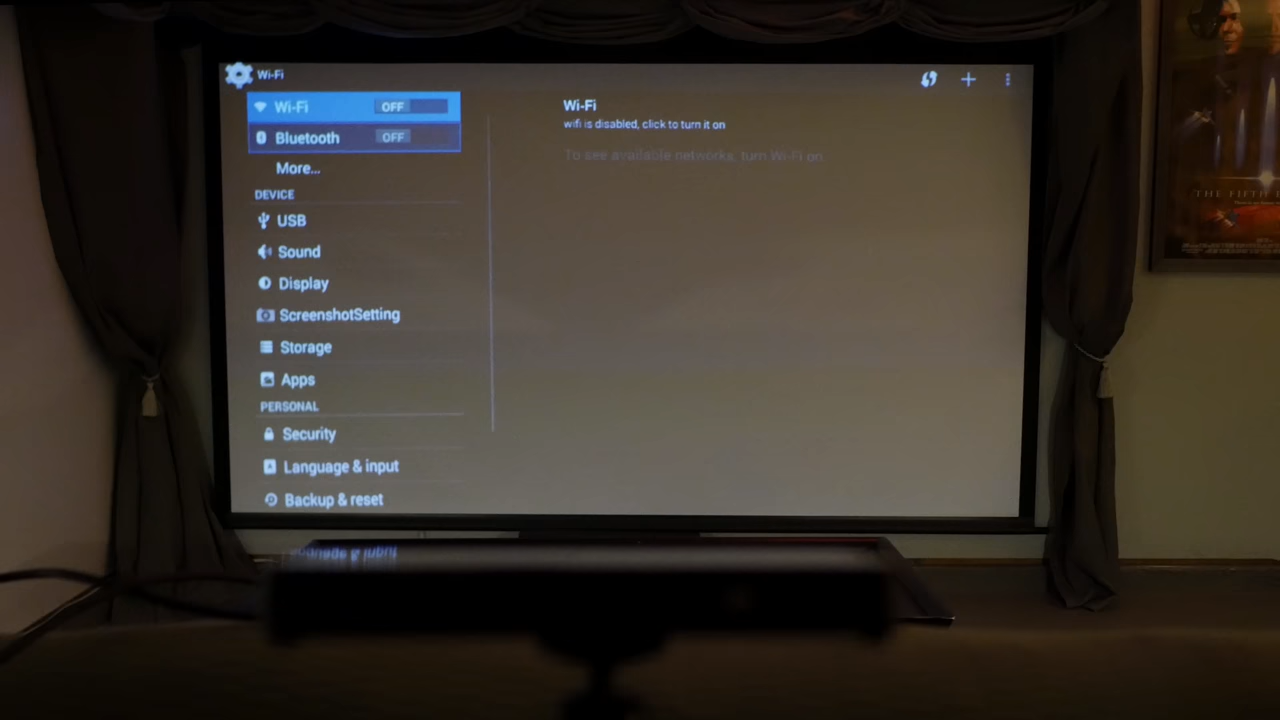 Wi-Fi
Wi-Fi OFF
Bluetooth OFF
More...
DEVICE
USB
Sound
Display
ScreenshotSetting
Storage
Apps
PERSONAL
Security
Language & input
Backup & reset
Wi-Fi
wifi is disabled, click to turn it on
To see available networks, turn Wi-Fi on.
THE FIFTH